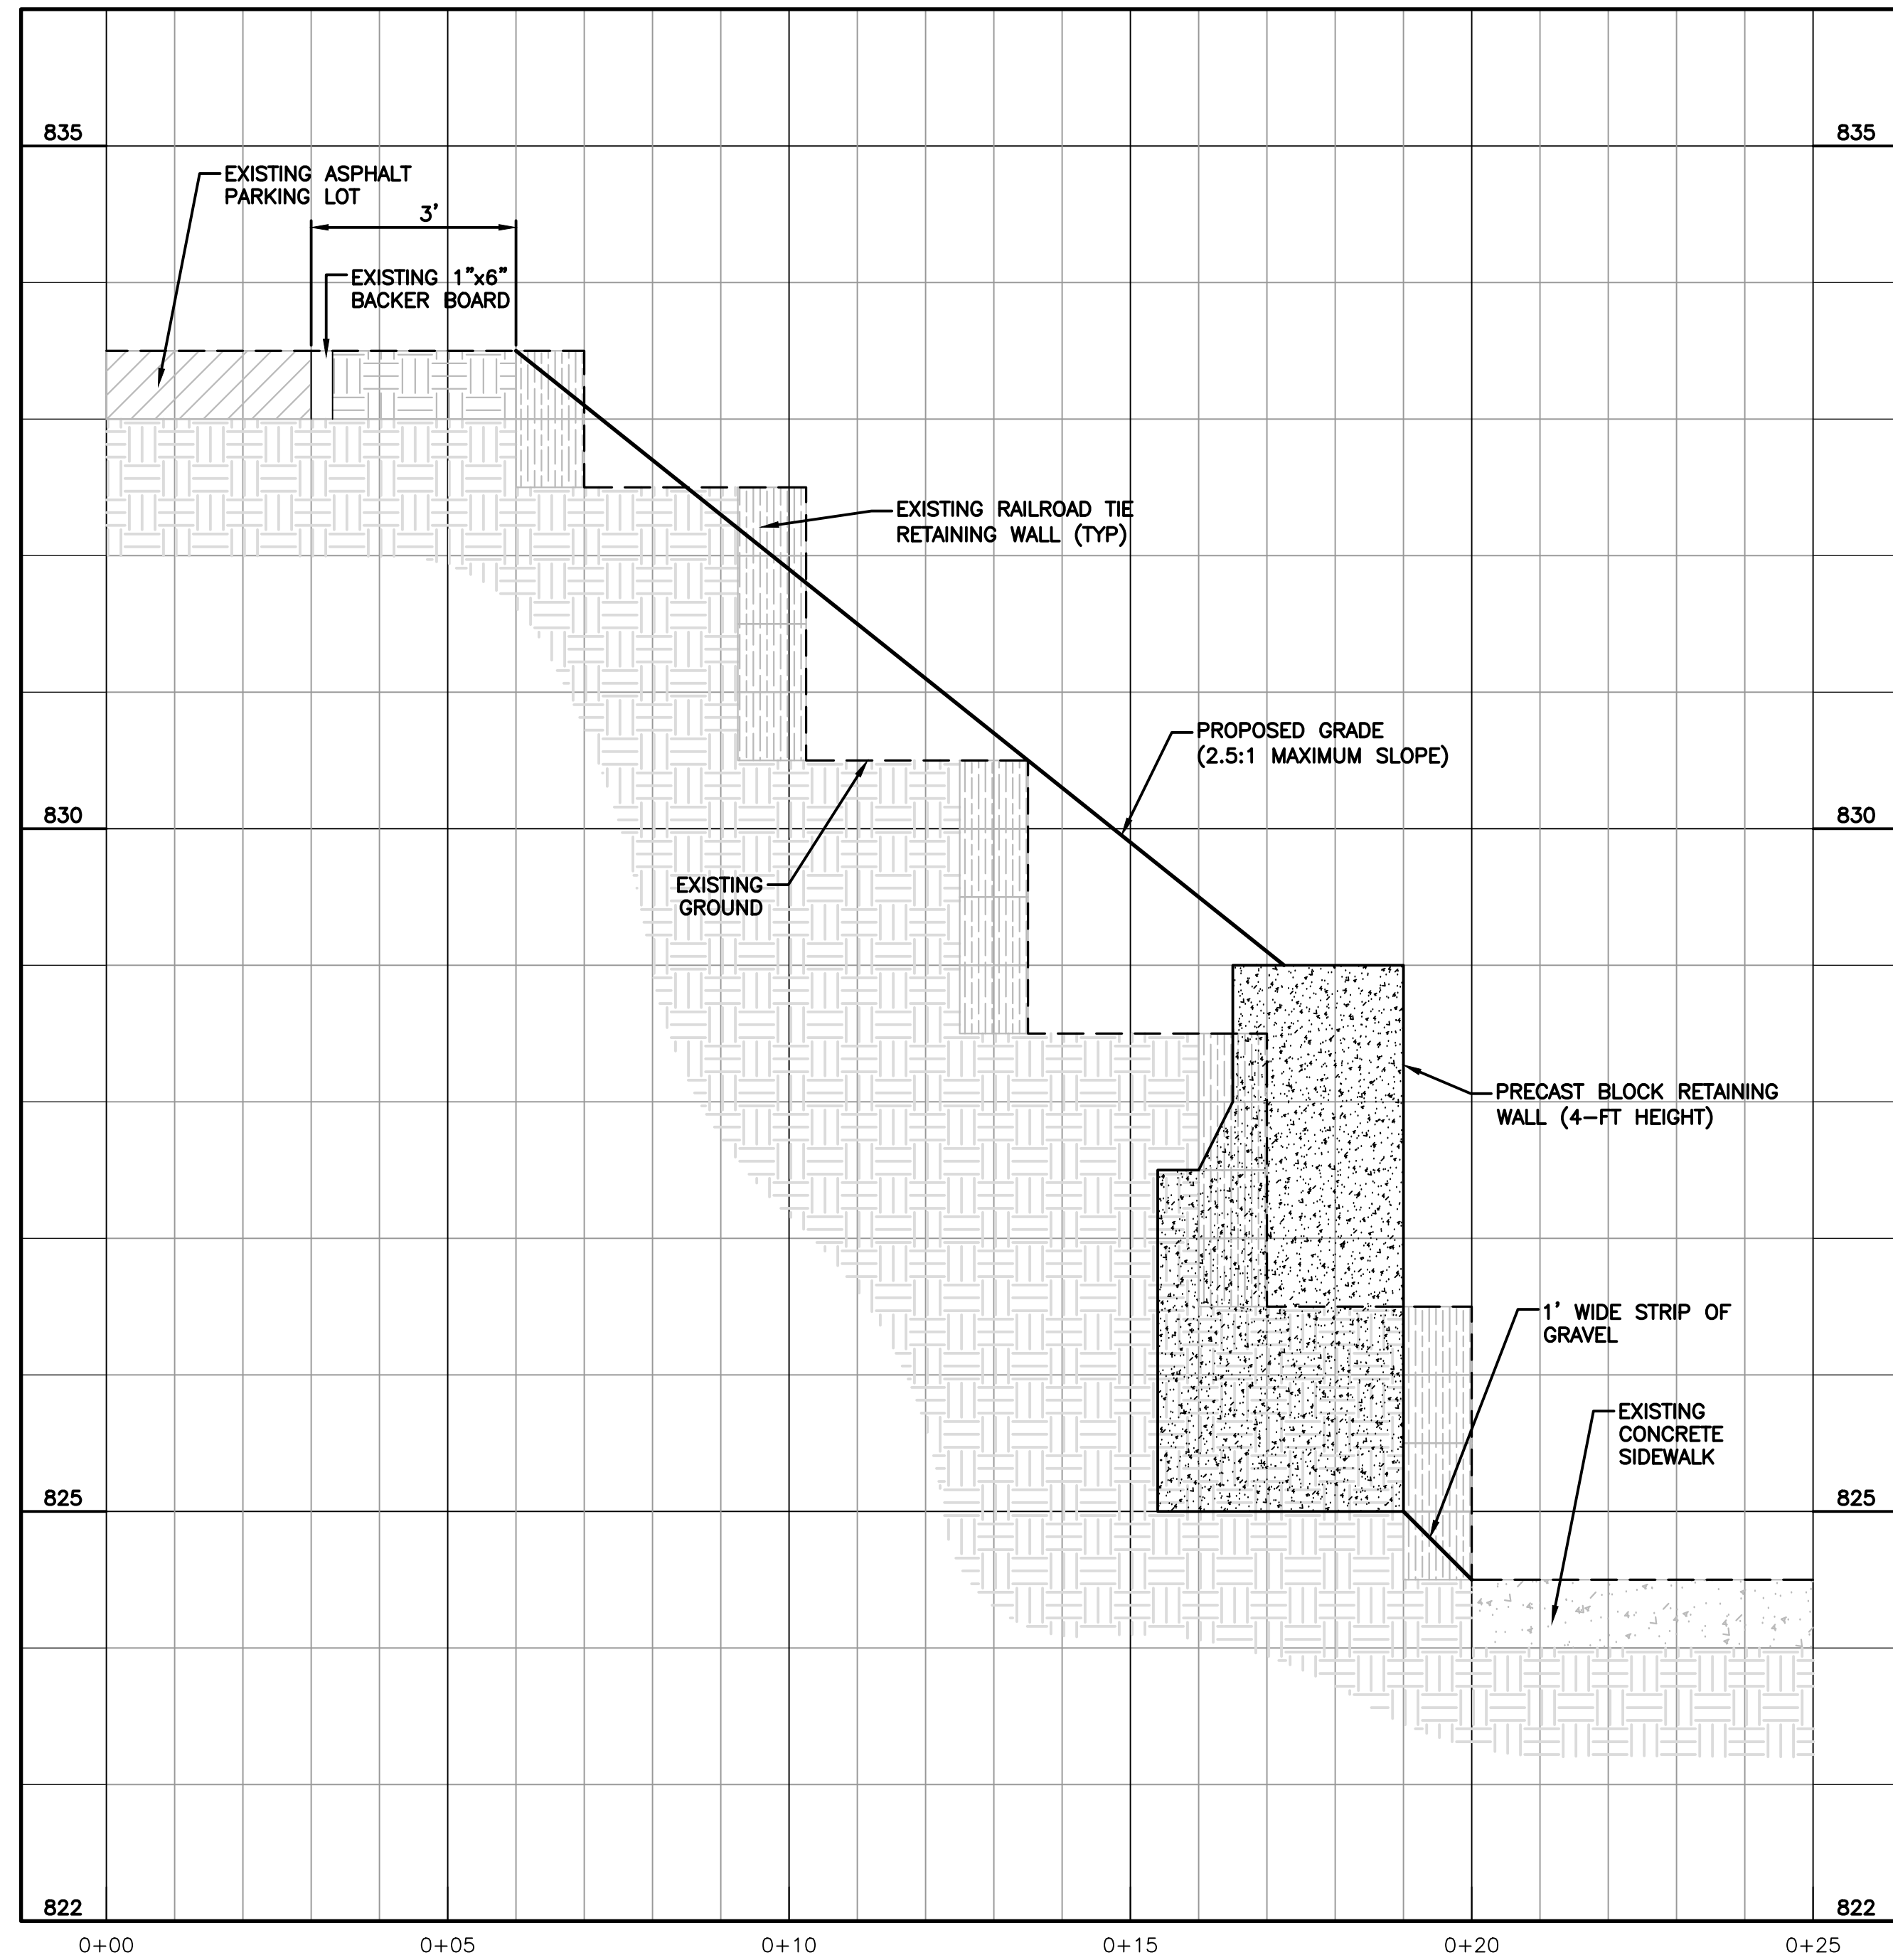 835
835
EXISTING ASPHALT
PARKING LOT
3'
EXISTING 1"x6"
BACKER BOARD
EXISTING RAILROAD TIE
RETAINING WALL (TYP)
PROPOSED GRADE
(2.5:1 MAXIMUM SLOPE)
830
830
EXISTING
GROUND
PRECAST BLOCK RETAINING
WALL (4-FT HEIGHT)
1' WIDE STRIP OF
GRAVEL
EXISTING
CONCRETE
SIDEWALK
825
825
822
822
0+00
0+05
0+10
0+15
0+20
0+25